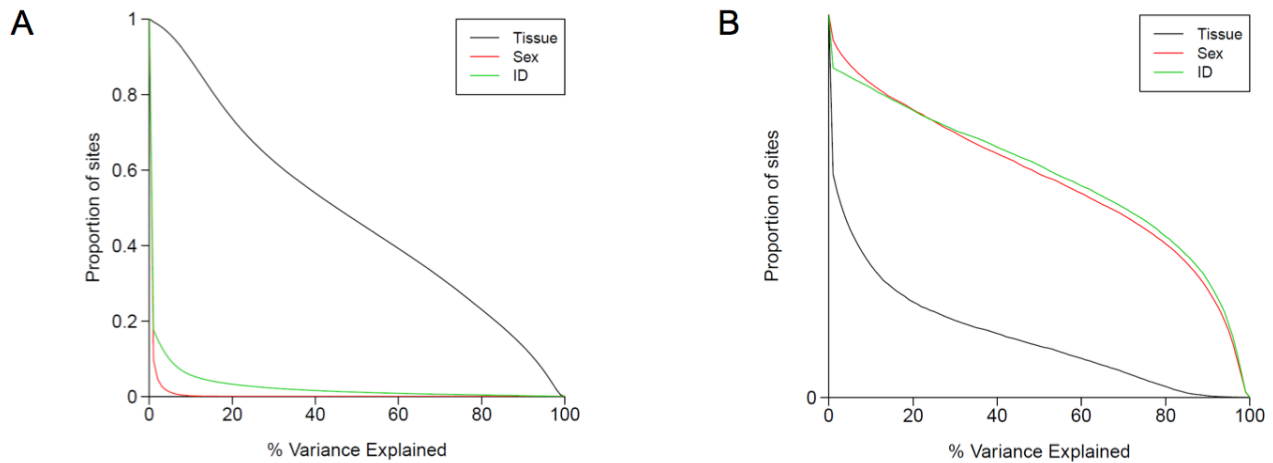 A
Proportion of sites
1
0.8
0.6
0.4
0.2
0
0 20 40 60 80 100
% Variance Explained
Tissue
Sex
ID
B
Proportion of sites
0
0 20 40 60 80 100
% Variance Explained
Tissue
Sex
ID